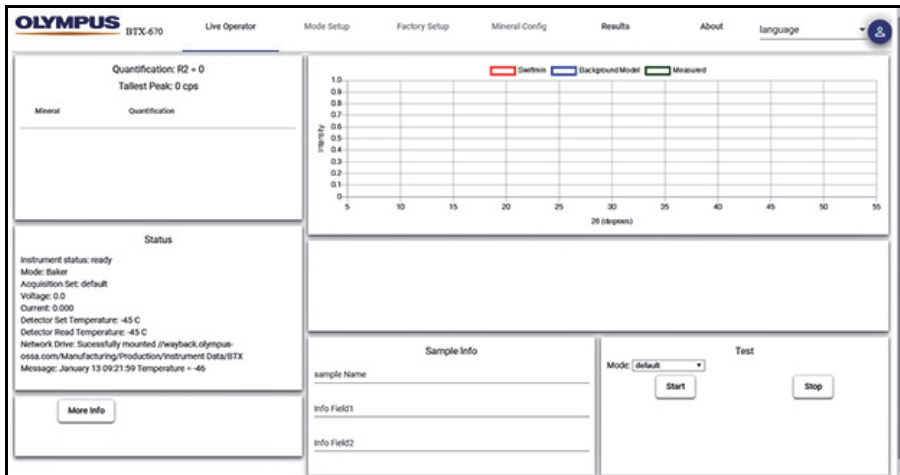 OLYMPUS BTX-670 Live Operator Mode Setup Factory Setup Mineral Config Results About language
Quantification: R2 = 0
Tallest Peak: 0 cps
Mineral Quantification
Swiftmin Background Model Measured
Intensity
1.0
0.9
0.8
0.7
0.6
0.5
0.4
0.3
0.2
0.1
0
5 10 15 20 25 30 35 40 45 50 55
2θ (degrees)
Status
Instrument status: ready
Mode: Baker
Acquisition Set: default
Voltage: 0.0
Current: 0.000
Detector Set Temperature: -45 C
Detector Read Temperature: -45 C
Network Drive: Sucessfully mounted //wayback.olympus-
ossa.com/Manufacturing/Production/Instrument Data/BTX
Message: January 13 09:21:59 Temperature = -46
More Info
Sample Info
sample Name
Info Field1
Info Field2
Test
Mode: default
Start Stop